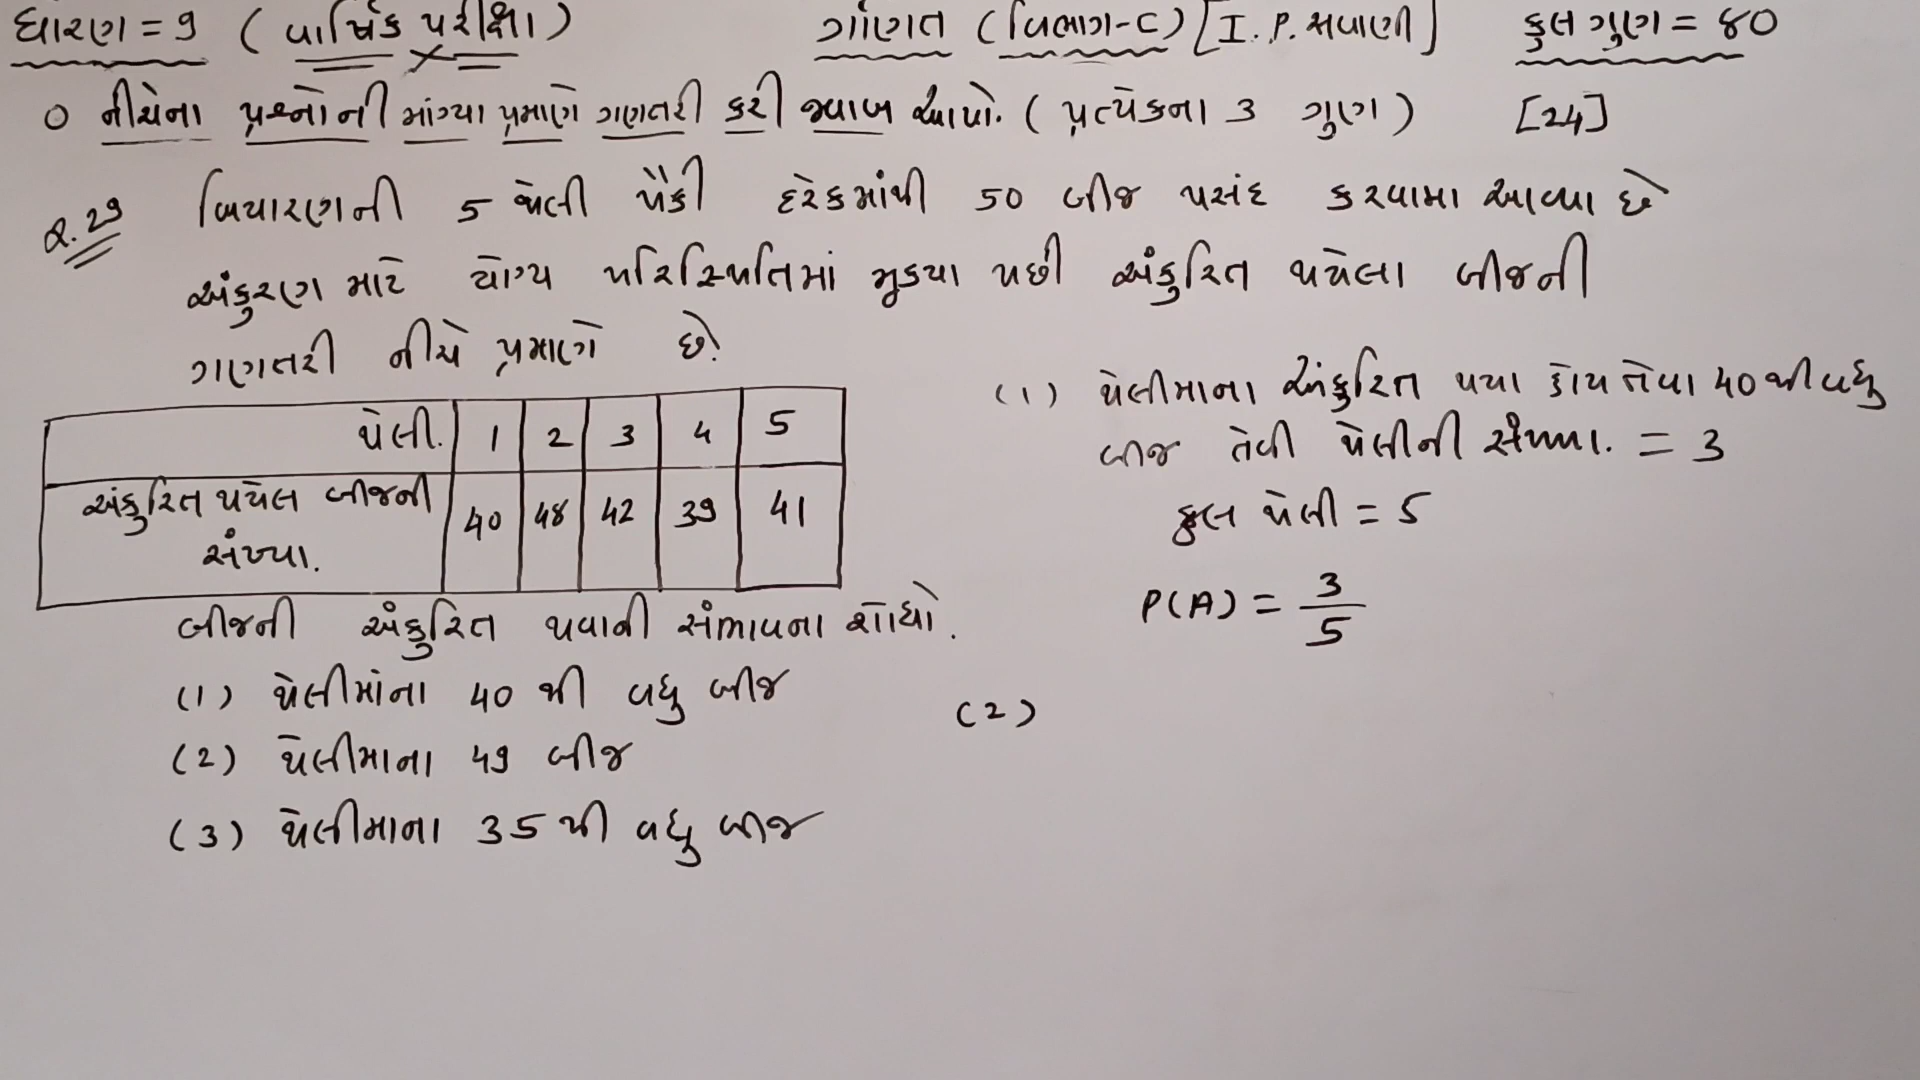 ધોરણ = 9 (વાર્ષિક પરીક્ષા) ગણિત (વિભાગ-C) [I.P. સવાણી] કુલ ગુણ = 80
૦ નીચેના પ્રશ્નોની માંગ્યા પ્રમાણે ગણતરી કરી જવાબ આપો. (પ્રત્યેકના 3 ગુણ) [24]
પ્ર.29 બિયારણની 5 થેલી પૈકી દરેકમાંથી 50 બીજ પસંદ કરવામા આવ્યા છે
અંકુરણ માટે યોગ્ય પરિસ્થિતિમાં મૂક્યા પછી અંકુરિત થયેલા બીજની
ગણતરી નીચે પ્રમાણે છે.
થેલી. 1 2 3 4 5
અંકુરિત થયેલ બીજની સંખ્યા. 40 48 42 39 41
બીજની અંકુરિત થવાની સંભાવના શોધો.
(1) થેલીમાંના 40 થી વધુ બીજ
(2) થેલીમાના 49 બીજ
(3) થેલીમાના 35 થી વધુ બીજ
(1) થેલીમાના અંકુરિત થયા હોય તેવા 40 થી વધુ
બીજ તેવી થેલીની સંખ્યા. = 3
કુલ થેલી = 5
P(A) = 3/5
(2)